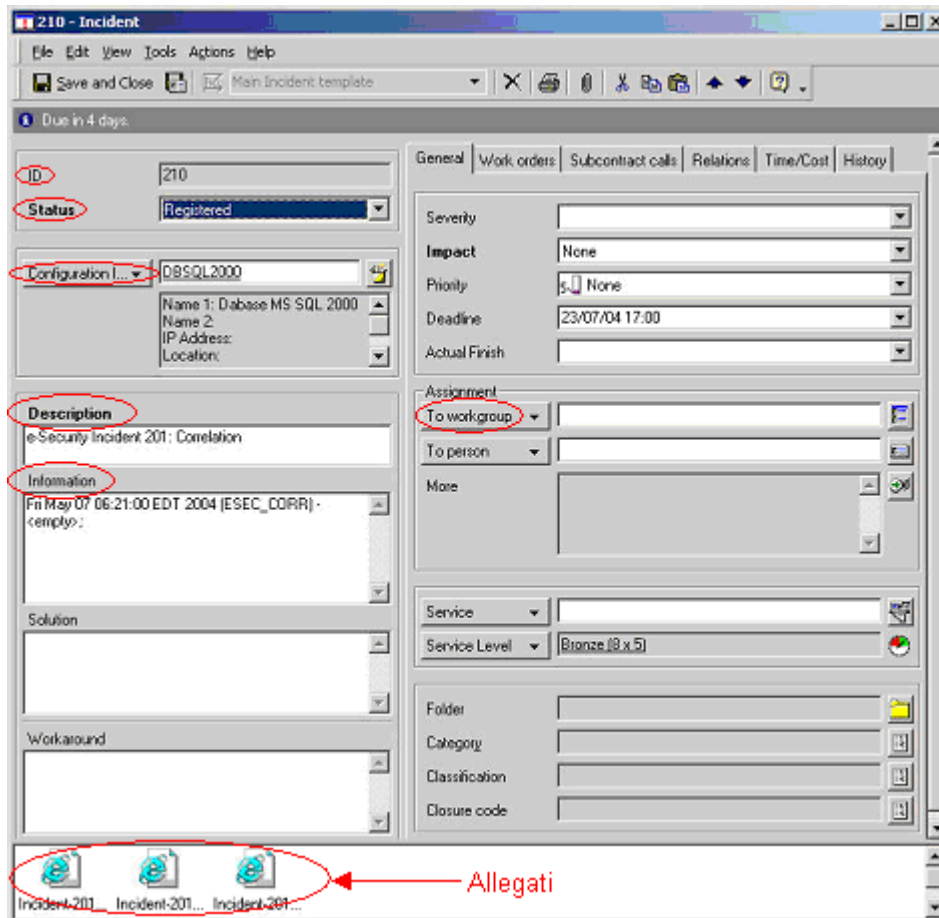 210 - Incident
File Edit View Tools Actions Help
Save and Close Main Incident template
Due in 4 days.
ID 210
Status Registered
Configuration I... DBSQL2000
Name 1: Dabase MS SQL 2000
Name 2:
IP Address:
Location:
Description
e-Security Incident 201: Correlation
Information
Fri May 07 06:21:00 EDT 2004 (ESEC_CORR) -
<empty>;
Solution
Workaround
General Work orders Subcontract calls Relations Time/Cost History
Severity
Impact None
Priority None
Deadline 23/07/04 17:00
Actual Finish
Assignment
To workgroup
To person
More
Service
Service Level Bronze (8 x 5)
Folder
Category
Classification
Closure code
Incident-201... Incident-201... Incident-201...
Allegati